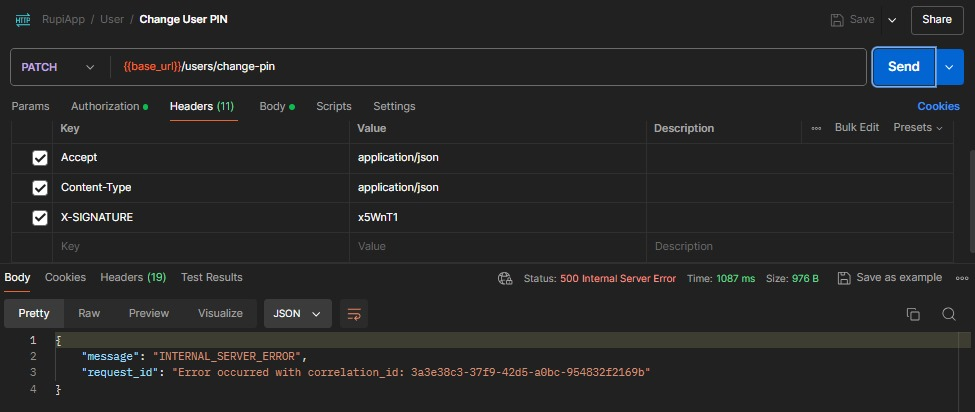 HTTP RupiApp / User / Change User PIN Save Share
PATCH {{base_url}}/users/change-pin Send
Params Authorization Headers (11) Body Scripts Settings Cookies
Key Value Description Bulk Edit Presets
Accept application/json
Content-Type application/json
X-SIGNATURE x5WnT1
Key Value Description
Body Cookies Headers (19) Test Results Status: 500 Internal Server Error Time: 1087 ms Size: 976 B Save as example
Pretty Raw Preview Visualize JSON
1 {
2 "message": "INTERNAL_SERVER_ERROR",
3 "request_id": "Error occurred with correlation_id: 3a3e38c3-37f9-42d5-a0bc-954832f2169b"
4 }